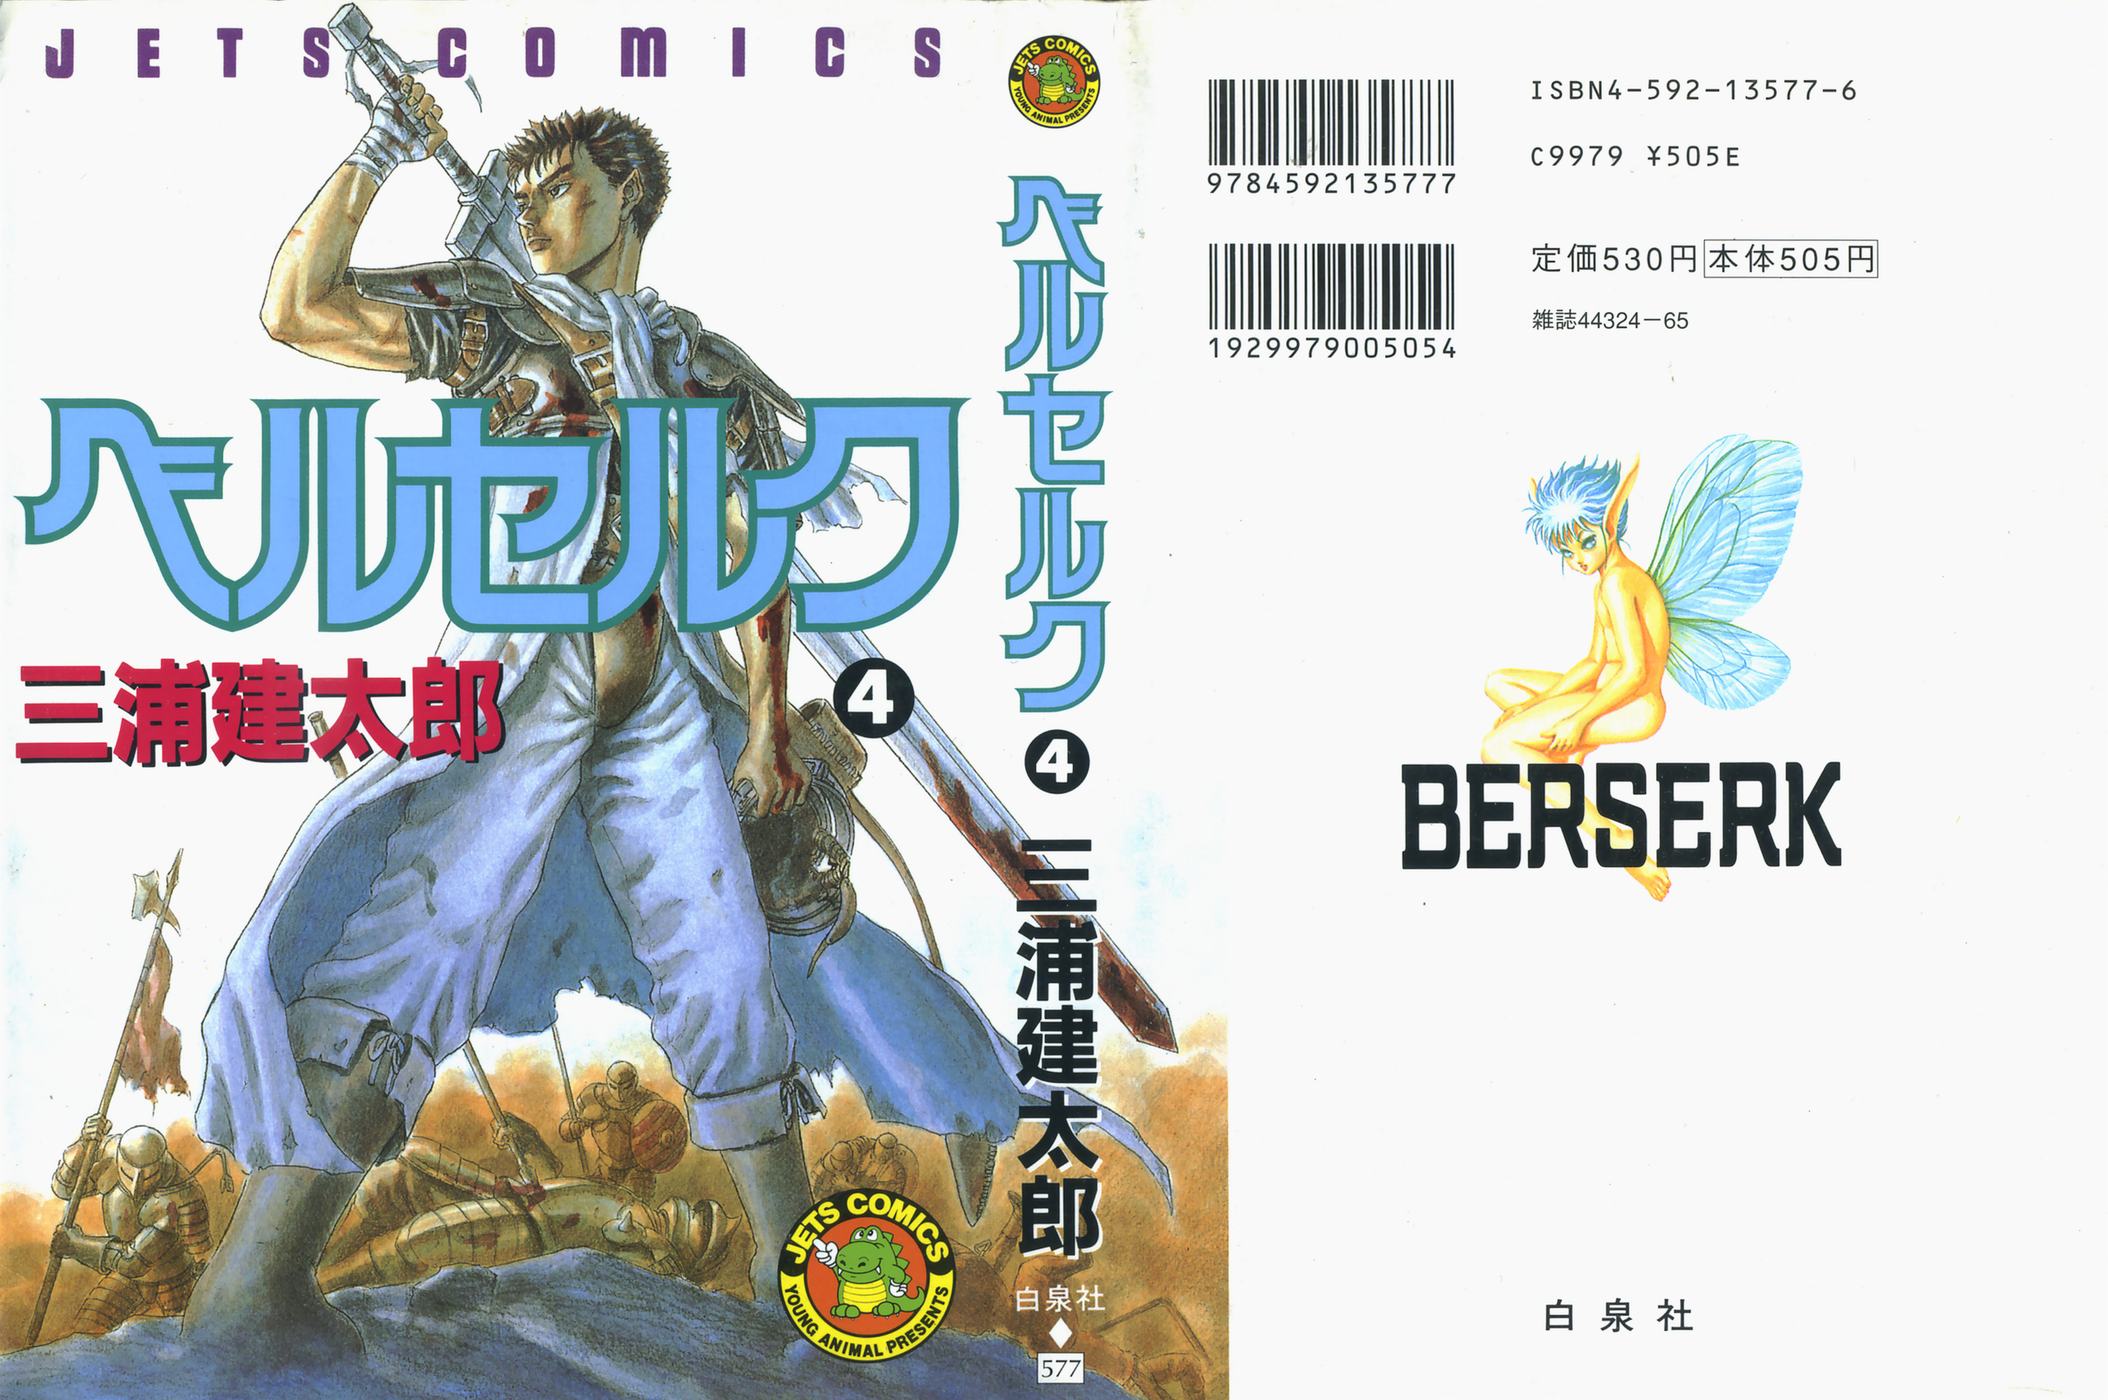 JETS COMICS
ベルセルク
三浦建太郎
4
JETS COMICS
YOUNG ANIMAL PRESENTS
JETS COMICS
YOUNG ANIMAL PRESENTS
ベルセルク
4
三浦建太郎
白泉社
577
9784592135777
1929979005054
ISBN4-592-13577-6
C9979 ¥505E
定価530円 本体505円
雑誌44324-65
BERSERK
白泉社